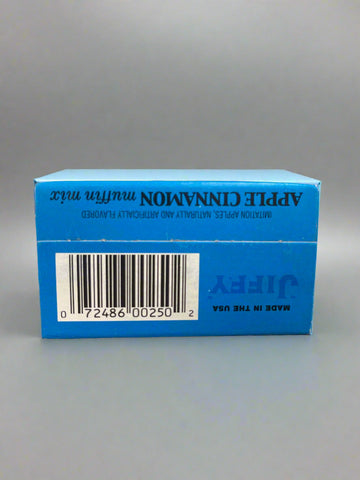 APPLE CINNAMON muffin mix
IMITATION APPLES, NATURALLY AND ARTIFICIALLY FLAVORED
JIFFY
MADE IN THE USA
0 72486 00250 2